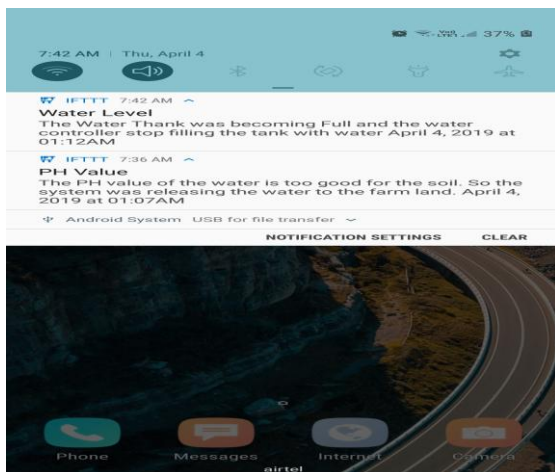 37%
7:42 AM | Thu, April 4
IFTTT 7:42 AM
Water Level
The Water Thank was becoming Full and the water
controller stop filling the tank with water April 4, 2019 at
01:12AM
IFTTT 7:36 AM
PH Value
The PH value of the water is too good for the soil. So the
system was releasing the water to the farm land. April 4,
2019 at 01:07AM
Android System USB for file transfer
NOTIFICATION SETTINGS CLEAR
Phone Messages Internet Camera
airtel